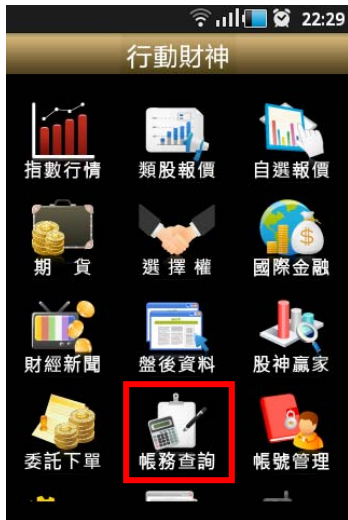 22:29
行動財神
指數行情 類股報價 自選報價
期 貨 選擇權 國際金融
財經新聞 盤後資料 股神贏家
委託下單 帳務查詢 帳號管理